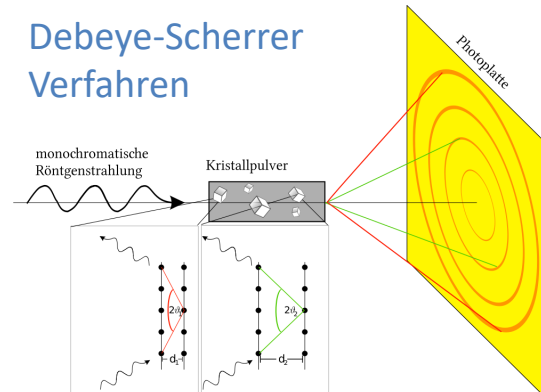 Debeye-Scherrer
Verfahren
Photoplatte
monochromatische
Röntgenstrahlung
Kristallpulver
2ϑ₁
2ϑ₂
d₁
d₂